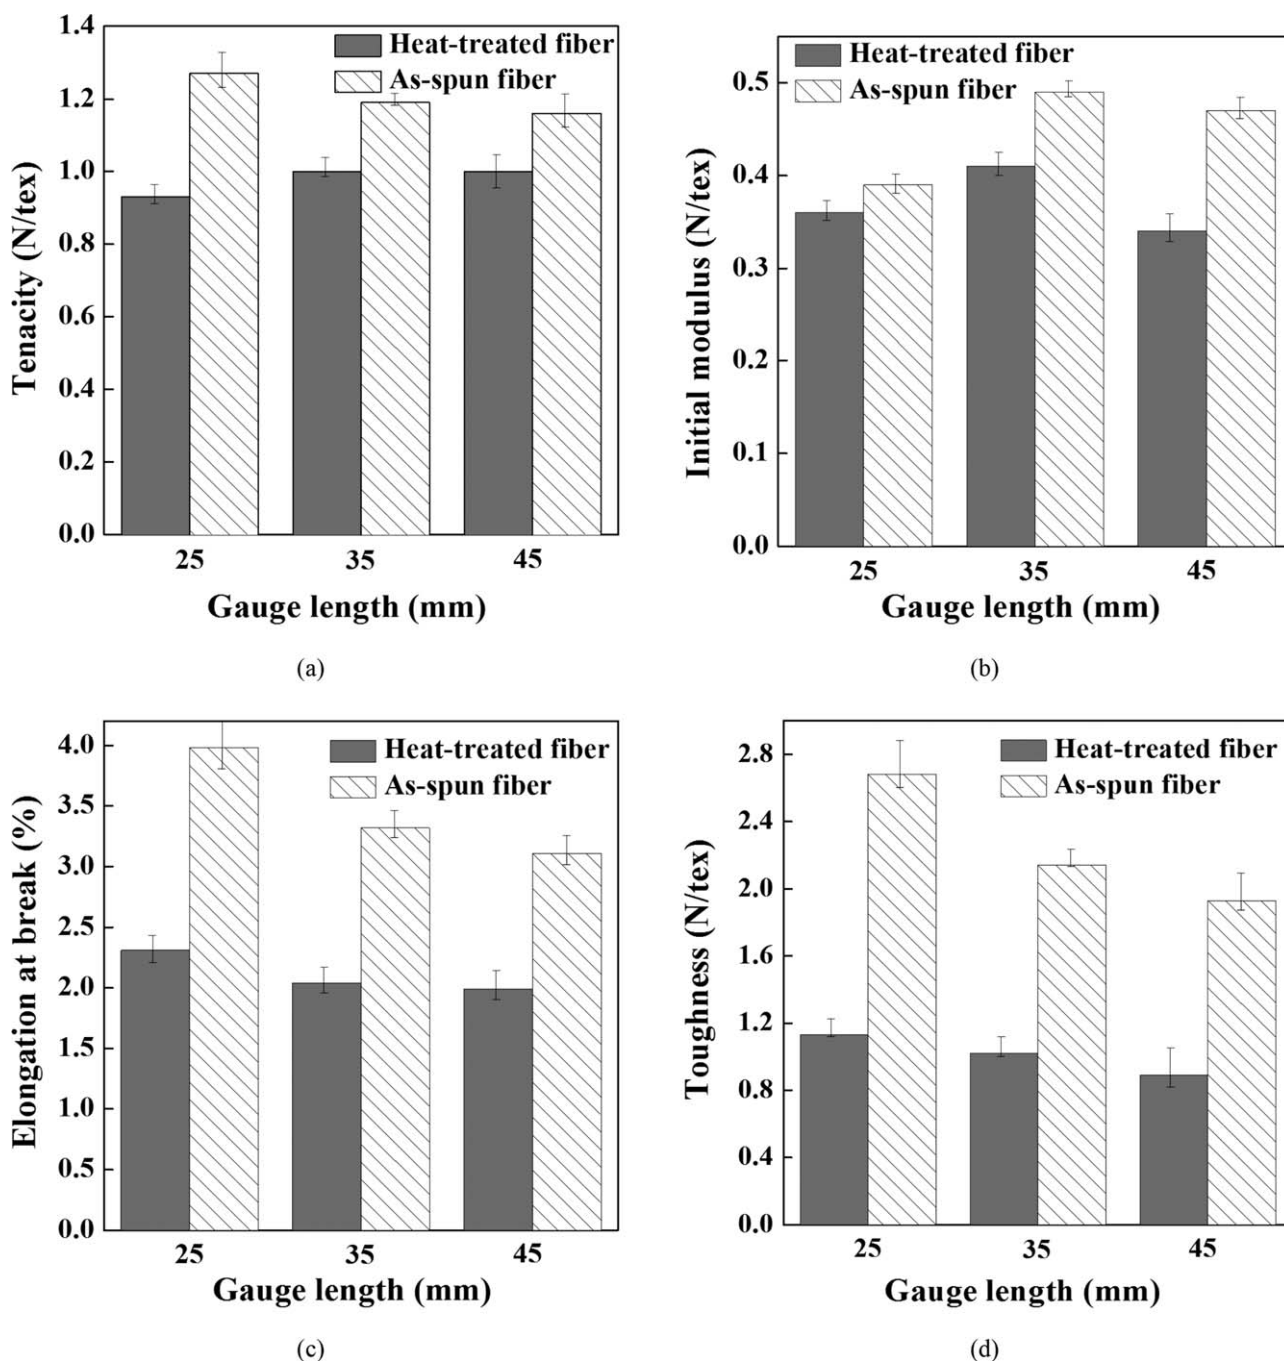 1.4
1.2
1.0
0.8
0.6
0.4
0.2
0.0
Tenacity (N/tex)
Heat-treated fiber
As-spun fiber
25 35 45
Gauge length (mm)
(a)
0.5
0.4
0.3
0.2
0.1
0.0
Initial modulus (N/tex)
Heat-treated fiber
As-spun fiber
25 35 45
Gauge length (mm)
(b)
4.0
3.5
3.0
2.5
2.0
1.5
1.0
0.5
0.0
Elongation at break (%)
Heat-treated fiber
As-spun fiber
25 35 45
Gauge length (mm)
(c)
2.8
2.4
2.0
1.6
1.2
0.8
0.4
0.0
Toughness (N/tex)
Heat-treated fiber
As-spun fiber
25 35 45
Gauge length (mm)
(d)